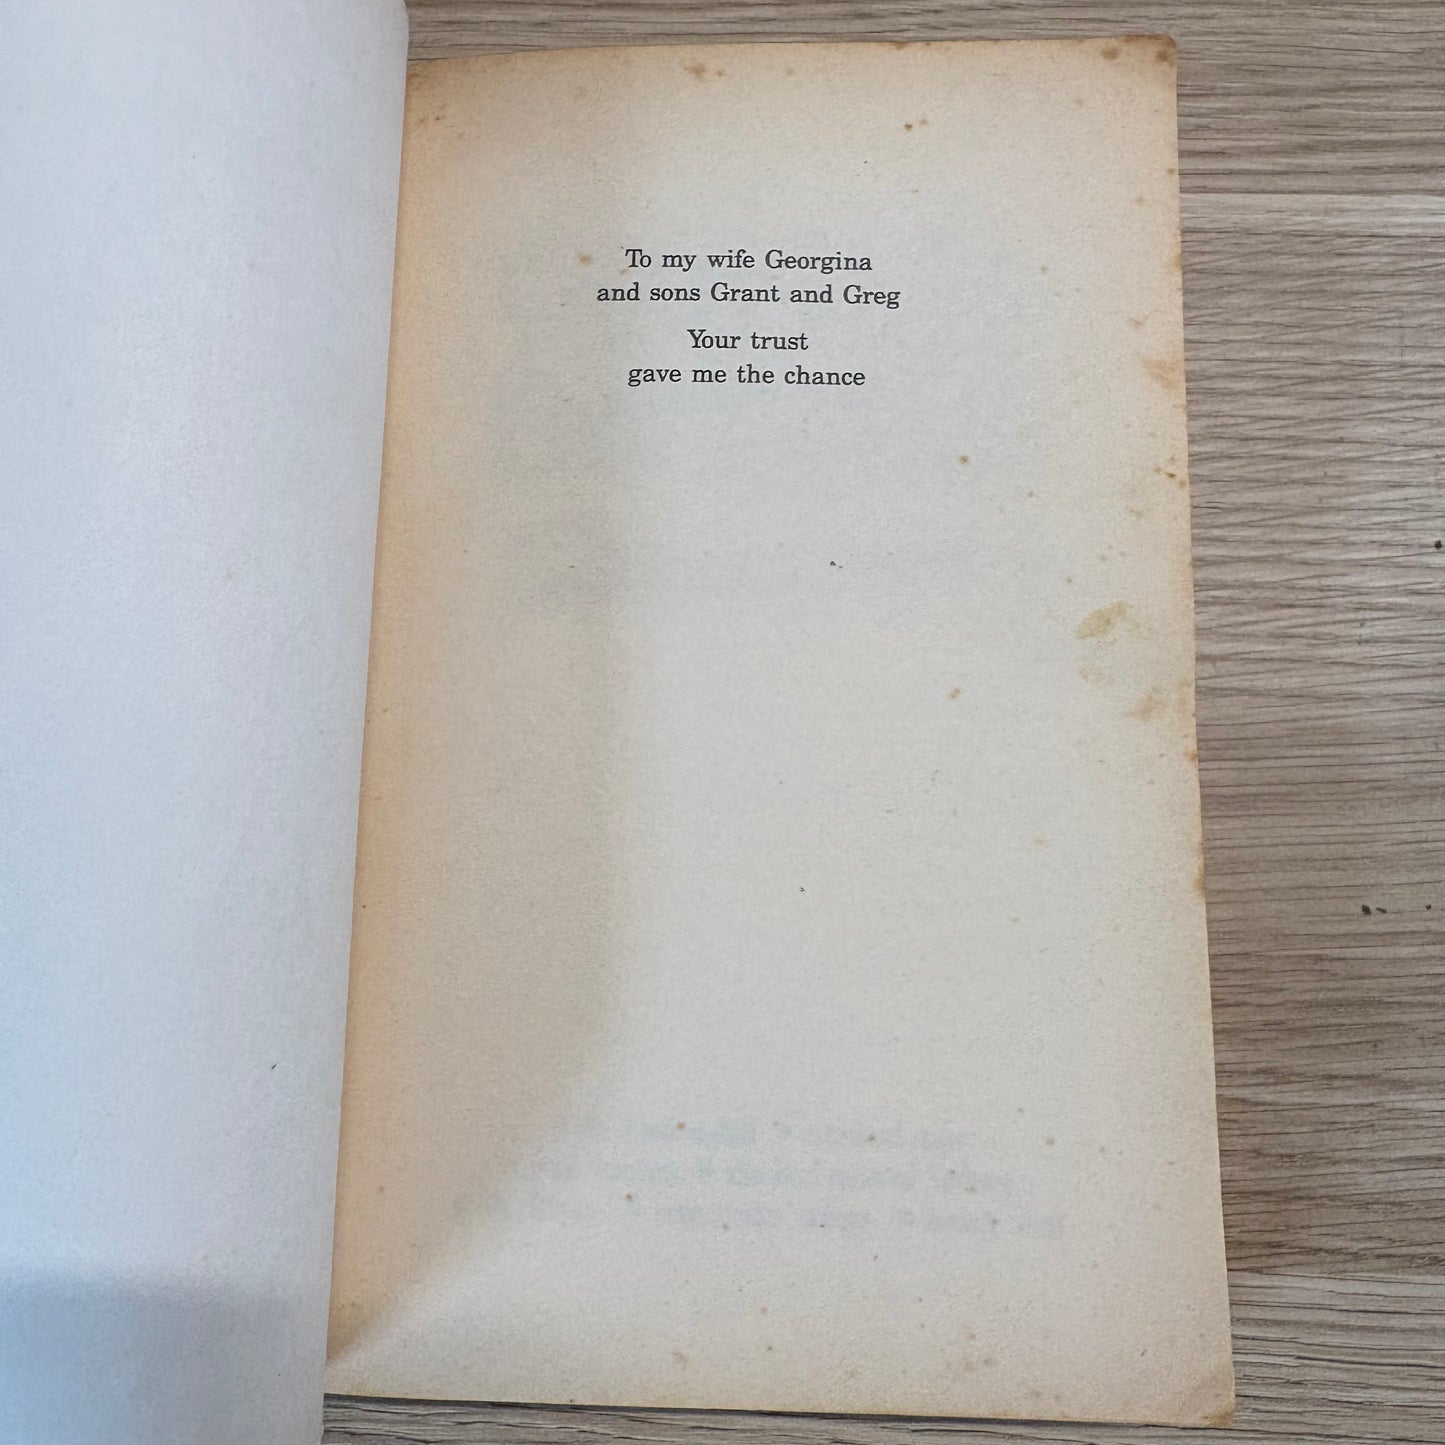 To my wife Georgina
and sons Grant and Greg
Your trust
gave me the chance